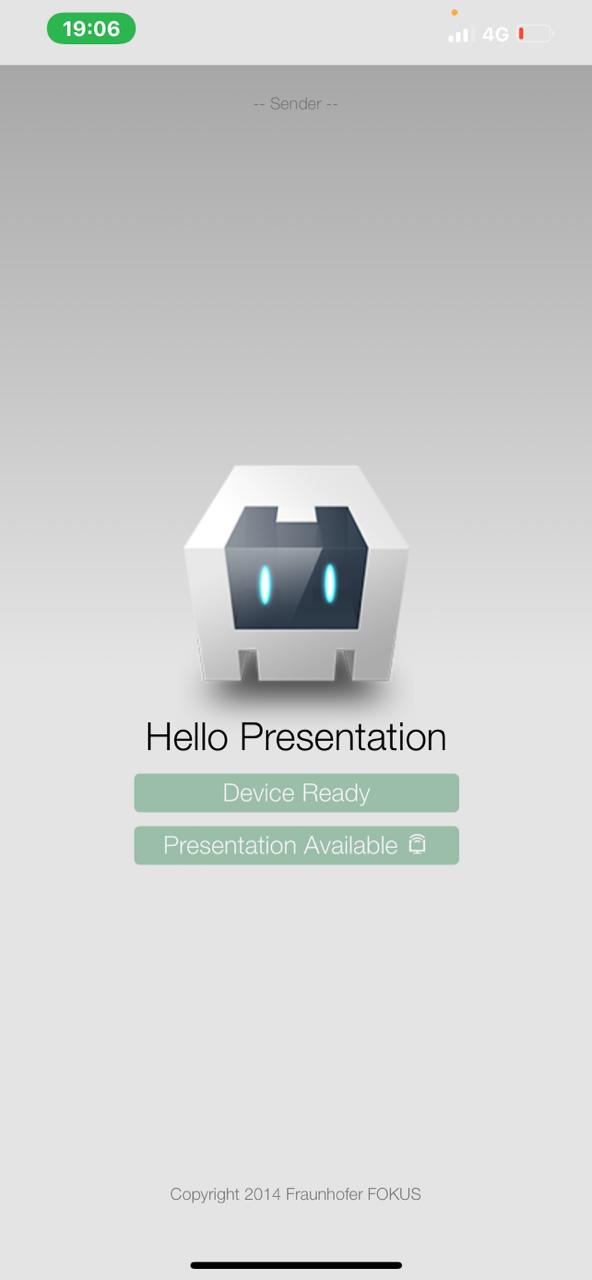 19:06
4G
-- Sender --
Hello Presentation
Device Ready
Presentation Available
Copyright 2014 Fraunhofer FOKUS